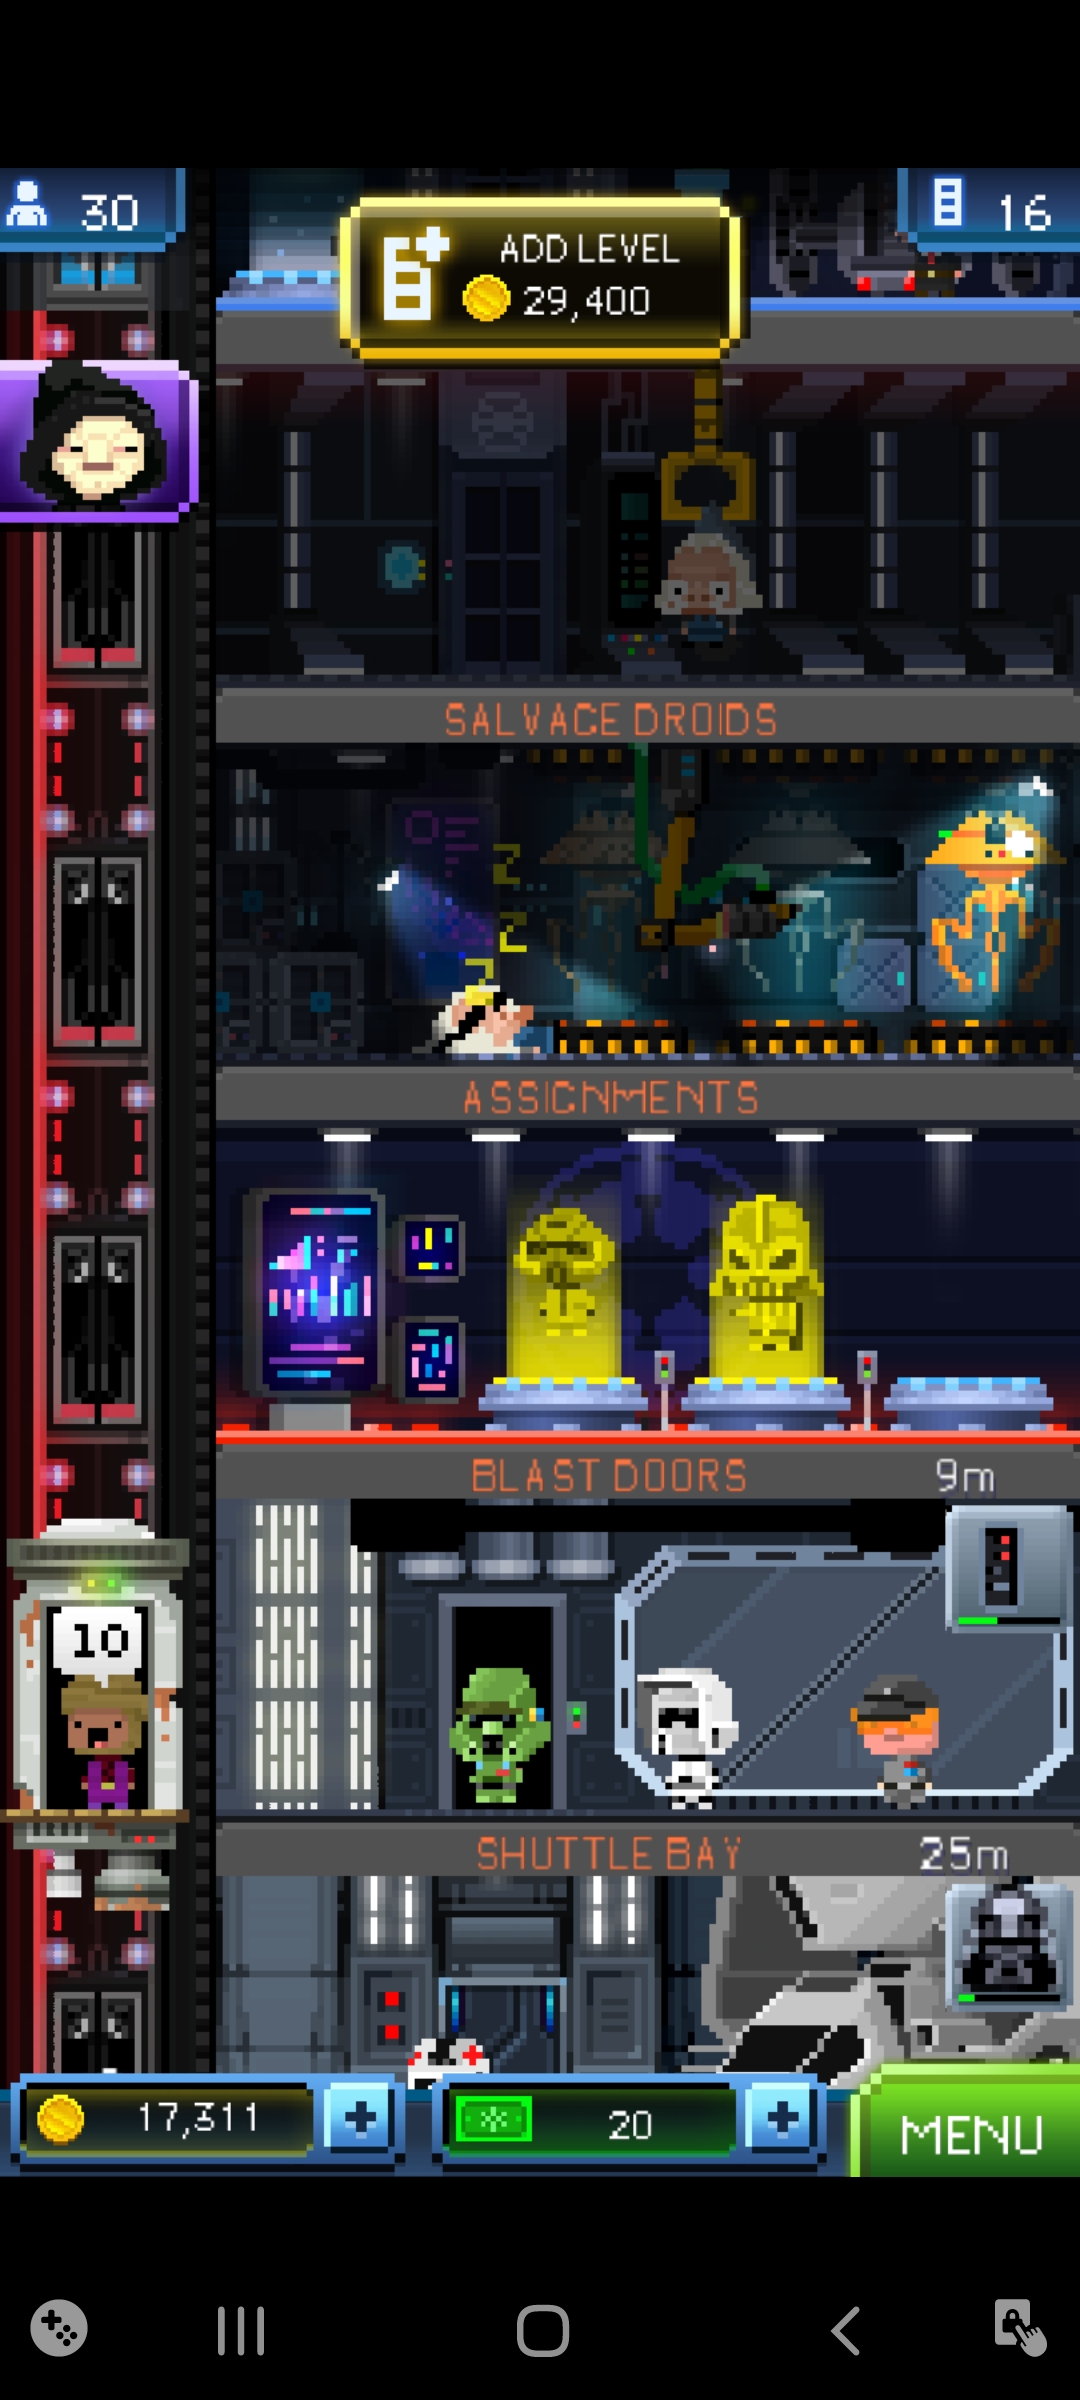 30
16
ADD LEVEL
29,400
SALVAGE DROIDS
Z
Z
Z
ASSIGNMENTS
BLAST DOORS 9m
10
SHUTTLE BAY 25m
17,311 + 20 + MENU